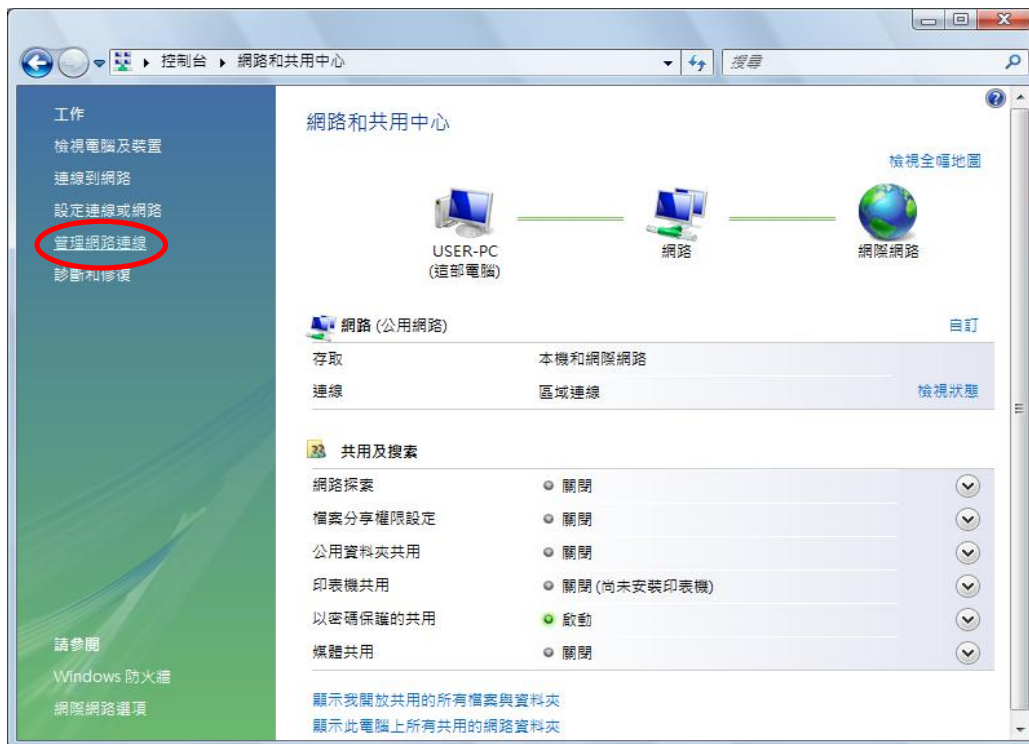 控制台 網路和共用中心
搜尋
工作
檢視電腦及裝置
連線到網路
設定連線或網路
管理網路連線
診斷和修復
網路和共用中心
檢視全幅地圖
USER-PC
(這部電腦)
網路
網際網路
網路 (公用網路) 自訂
存取 本機和網際網路
連線 區域連線 檢視狀態
共用及搜索
網路探索 關閉
檔案分享權限設定 關閉
公用資料夾共用 關閉
印表機共用 關閉 (尚未安裝印表機)
以密碼保護的共用 啟動
媒體共用 關閉
顯示我開放共用的所有檔案與資料夾
顯示此電腦上所有共用的網路資料夾
請參閱
Windows 防火牆
網際網路選項